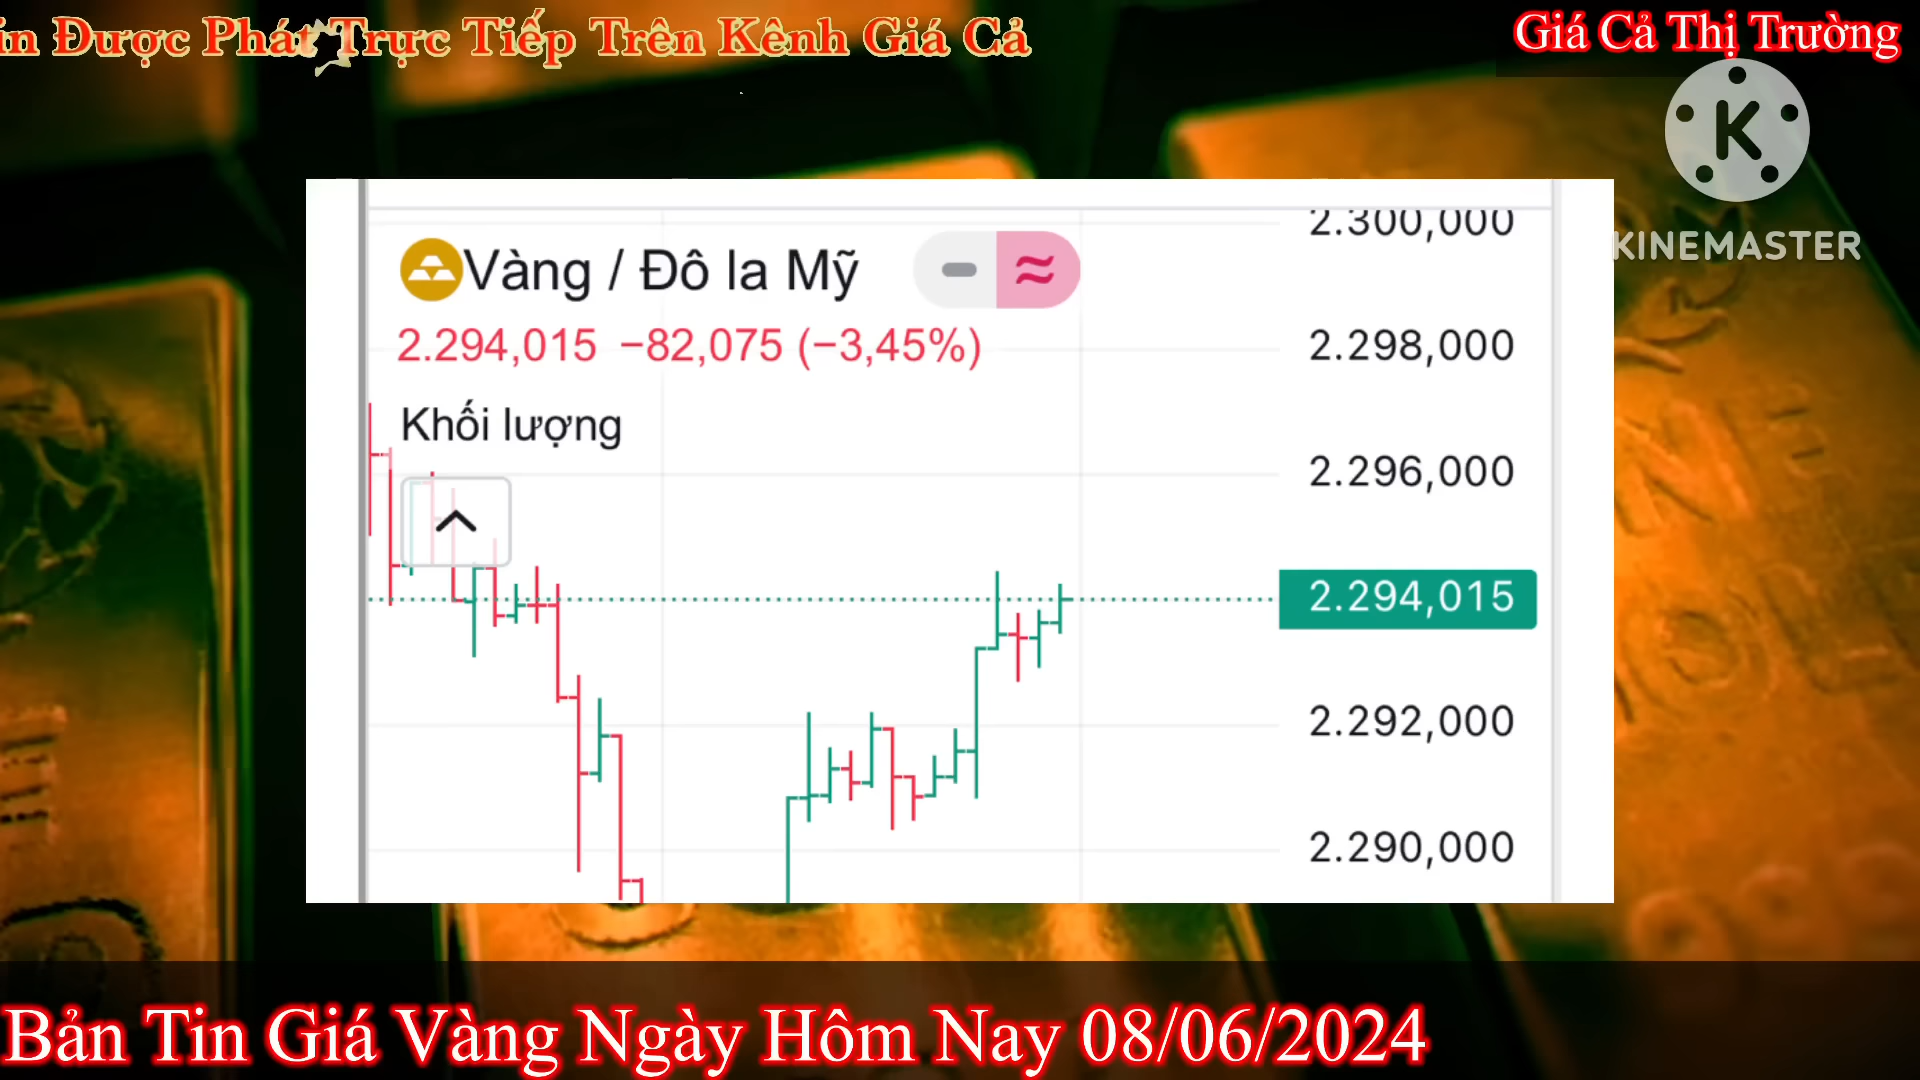 in Được Phát Trực Tiếp Trên Kênh Giá Cả
Giá Cả Thị Trường
K
KINEMASTER
Vàng / Đô la Mỹ
2.294,015 −82,075 (−3,45%)
Khối lượng
2.300,000
2.298,000
2.296,000
2.294,015
2.292,000
2.290,000
Bản Tin Giá Vàng Ngày Hôm Nay 08/06/2024